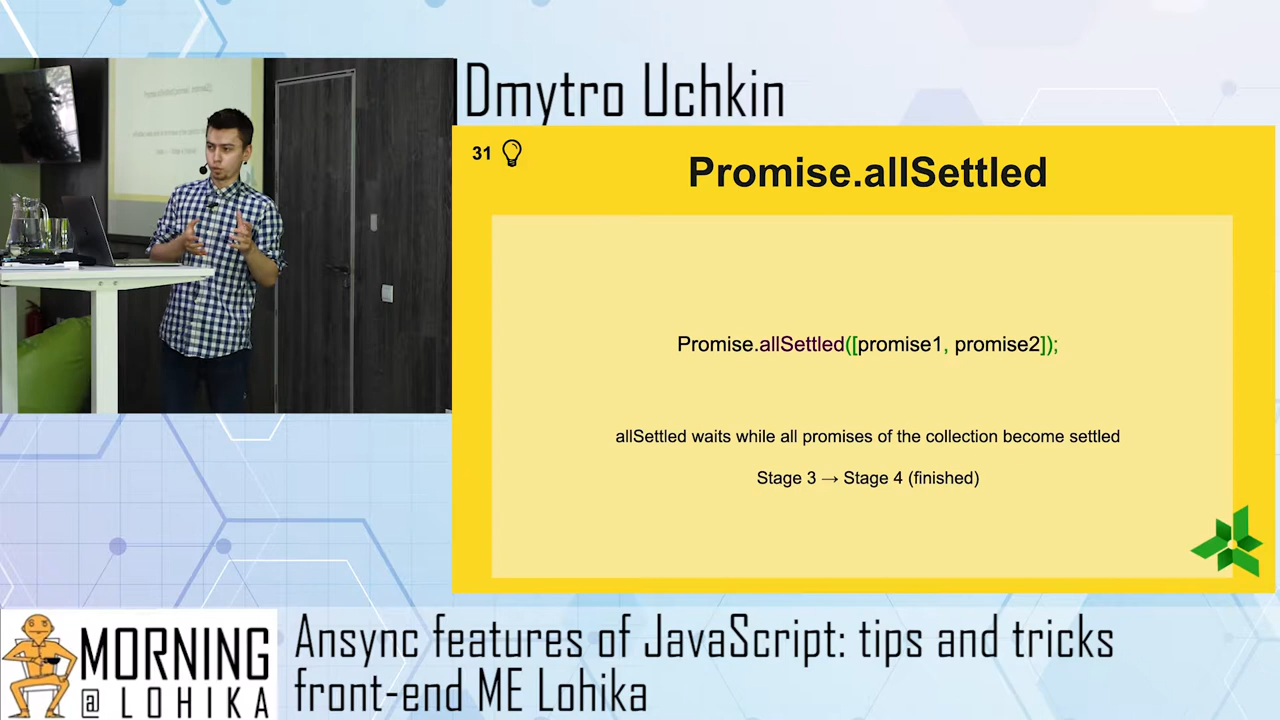 Dmytro Uchkin
31
Promise.allSettled
Promise.allSettled([promise1, promise2]);
allSettled waits while all promises of the collection become settled
Stage 3 → Stage 4 (finished)
MORNING
@ LOHIKA
Ansync features of JavaScript: tips and tricks
front-end ME Lohika